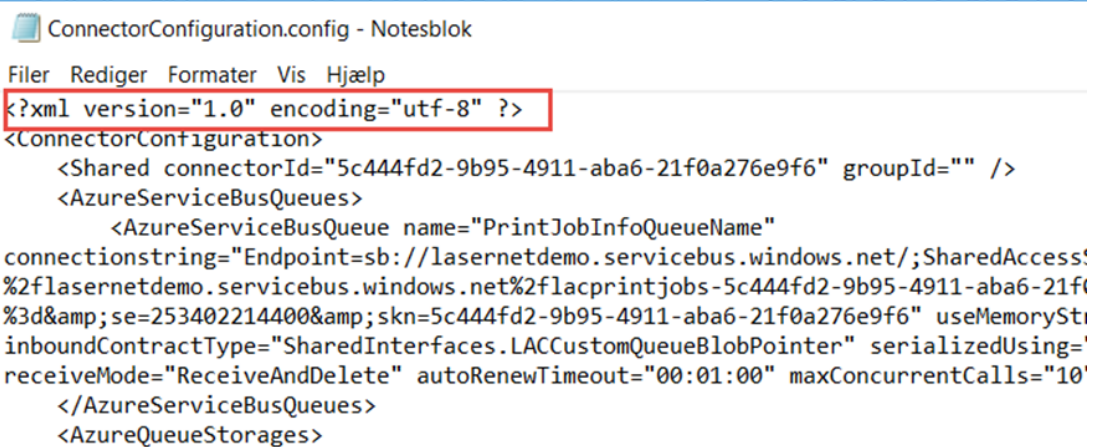 ConnectorConfiguration.config - Notesblok
Filer Rediger Formater Vis Hjælp
<?xml version="1.0" encoding="utf-8" ?>
<ConnectorConfiguration>
<Shared connectorId="5c444fd2-9b95-4911-aba6-21f0a276e9f6" groupId="" />
<AzureServiceBusQueues>
<AzureServiceBusQueue name="PrintJobInfoQueueName"
connectionstring="Endpoint=sb://lasernetdemo.servicebus.windows.net/;SharedAccessS
%2flasernetdemo.servicebus.windows.net%2flacprintjobs-5c444fd2-9b95-4911-aba6-21f0
%3d&amp;se=253402214400&amp;skn=5c444fd2-9b95-4911-aba6-21f0a276e9f6" useMemoryStr
inboundContractType="SharedInterfaces.LACCustomQueueBlobPointer" serializedUsing="
receiveMode="ReceiveAndDelete" autoRenewTimeout="00:01:00" maxConcurrentCalls="10"
</AzureServiceBusQueues>
<AzureQueueStorages>